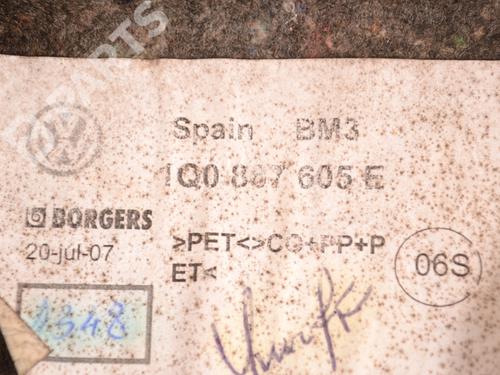 Spain BM3
1Q0 867 605 E
BORGERS
20-jul-07
>PET<>CO+PP+P
ET<
06S
1348